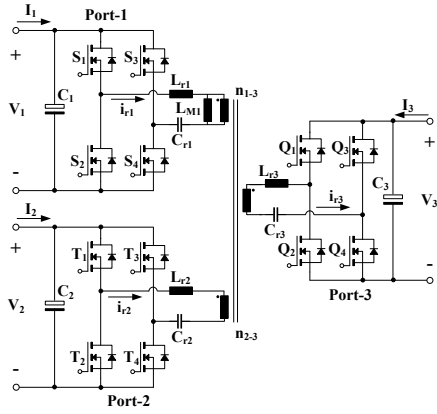 Port-1
I1
+
V1
-
C1
S1
S3
S2
S4
ir1
Lr1
LM1
Cr1
n1-3
I2
+
V2
-
C2
T1
T3
T2
T4
ir2
Lr2
Cr2
n2-3
Port-2
I3
+
V3
-
C3
Q1
Q3
Q2
Q4
Lr3
ir3
Cr3
Port-3